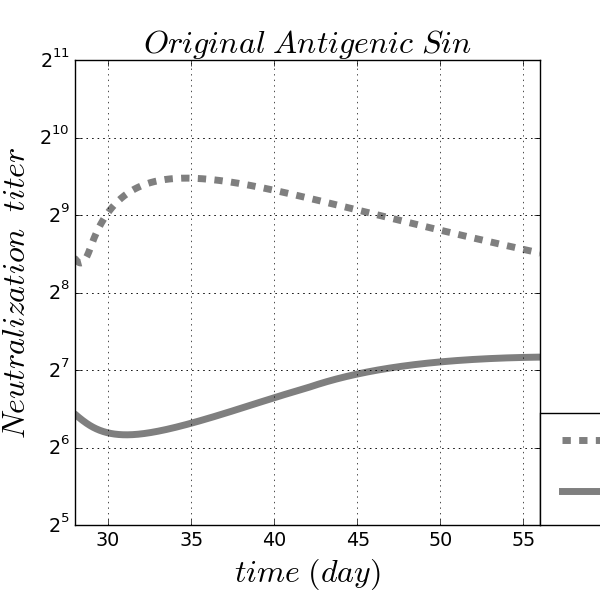 Original Antigenic Sin
2^11
2^10
2^9
2^8
2^7
2^6
2^5
Neutralization titer
30 35 40 45 50 55
time (day)